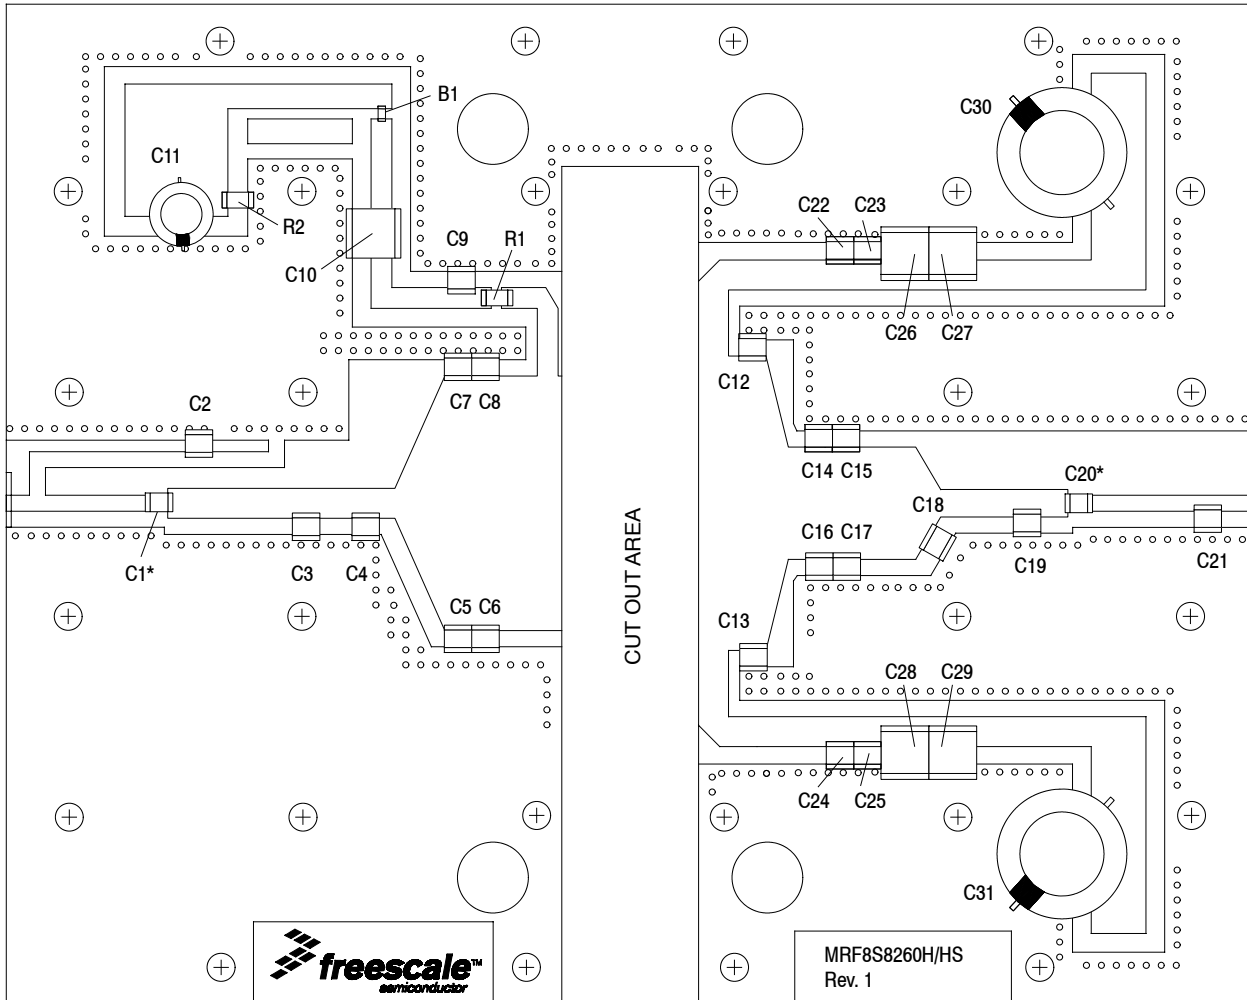 B1
C30
C11
C22 C23
R2
C9
R1
C10
C26 C27
C12
C2
C7 C8
C14 C15
C20*
C18
C1*
C3
C4
CUT OUT AREA
C16 C17
C19
C21
C5 C6
C13
C28 C29
C24 C25
C31
freescale™
semiconductor
MRF8S8260H/HS
Rev. 1